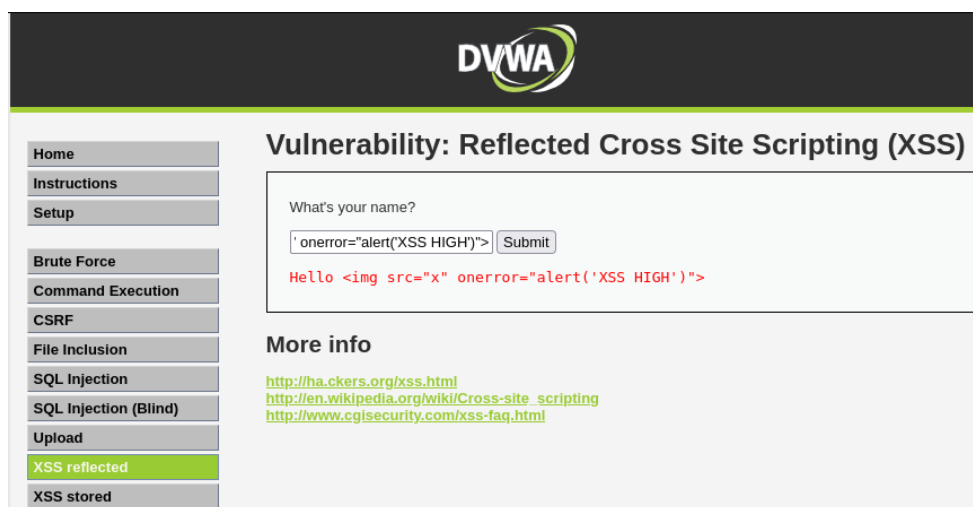 DVWA
Home
Instructions
Setup
Brute Force
Command Execution
CSRF
File Inclusion
SQL Injection
SQL Injection (Blind)
Upload
XSS reflected
XSS stored
Vulnerability: Reflected Cross Site Scripting (XSS)
What's your name?
' onerror="alert('XSS HIGH')"> Submit
Hello <img src="x" onerror="alert('XSS HIGH')">
More info
http://ha.ckers.org/xss.html
http://en.wikipedia.org/wiki/Cross-site_scripting
http://www.cgisecurity.com/xss-faq.html